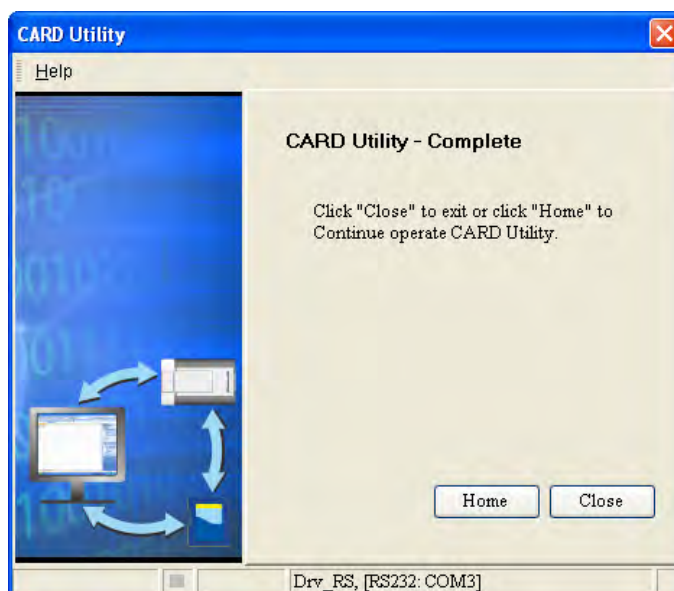 CARD Utility
Help
CARD Utility - Complete
Click "Close" to exit or click "Home" to
Continue operate CARD Utility.
Home Close
Drv_RS, [RS232: COM3]